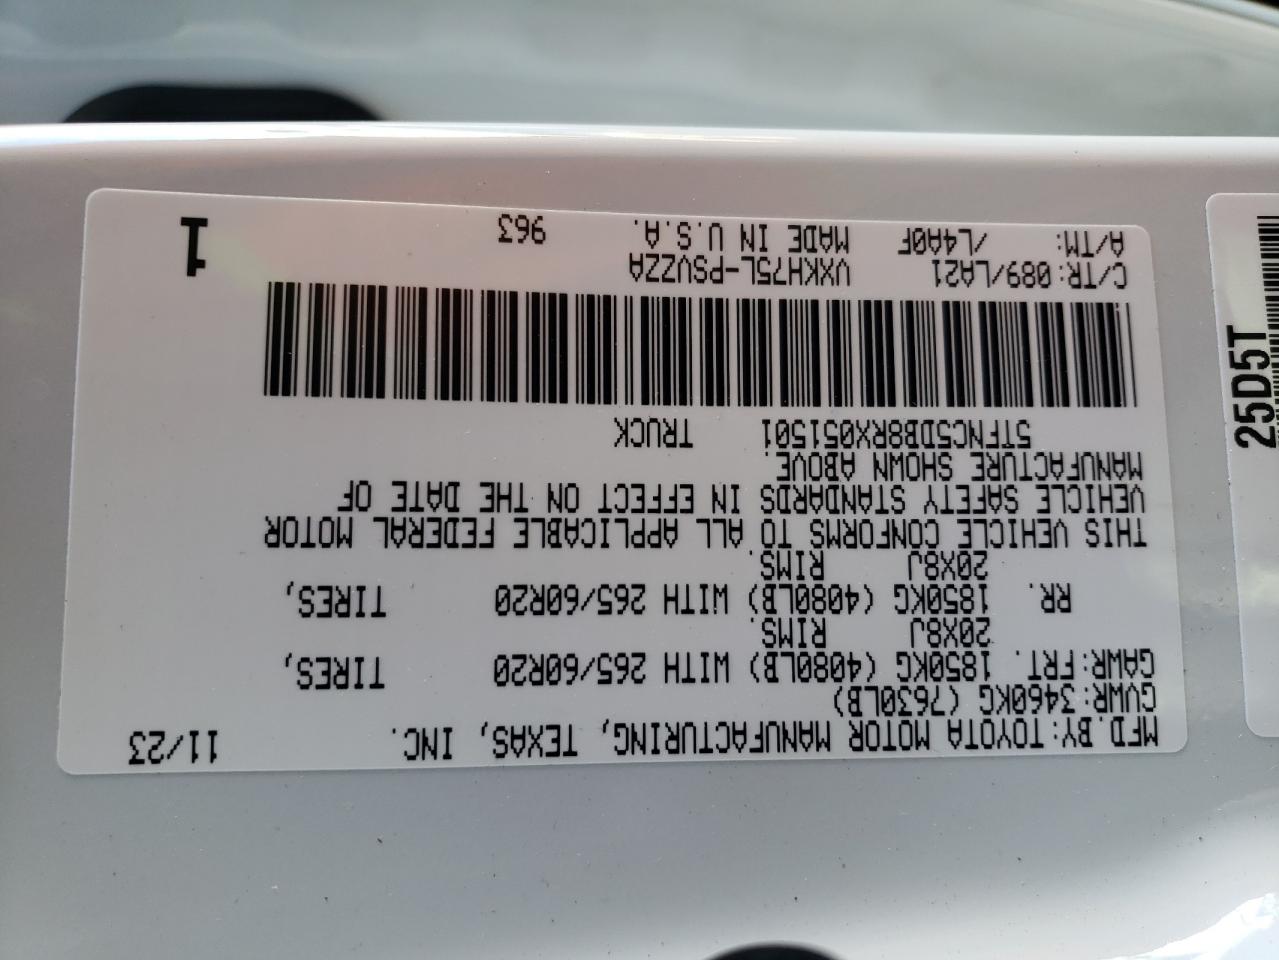 MFD.BY:TOYOTA MOTOR MANUFACTURING, TEXAS, INC. 11/23
GVWR:3460KG (7630LB)
GAWR:FRT. 1850KG (4080LB) WITH 265/60R20 TIRES,
20X8J RIMS.
RR. 1850KG (4080LB) WITH 265/60R20 TIRES,
20X8J RIMS.
THIS VEHICLE CONFORMS TO ALL APPLICABLE FEDERAL MOTOR
VEHICLE SAFETY STANDARDS IN EFFECT ON THE DATE OF
MANUFACTURE SHOWN ABOVE.
5TFNC5DB8RX051501 TRUCK
C/TR:089/LA21 VXKH75L-PSVZZA
A/TM: /L4A0F MADE IN U.S.A. 963
1
25D5T